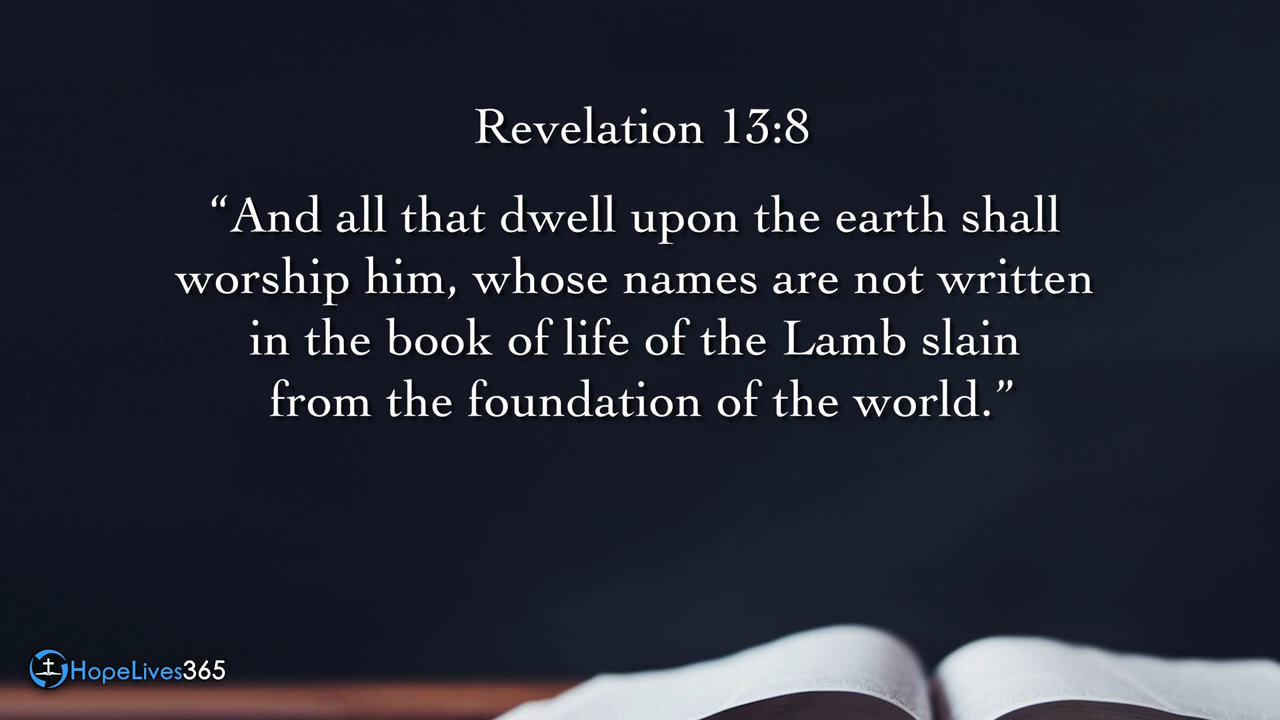 Revelation 13:8
“And all that dwell upon the earth shall
worship him, whose names are not written
in the book of life of the Lamb slain
from the foundation of the world.”
HopeLives365